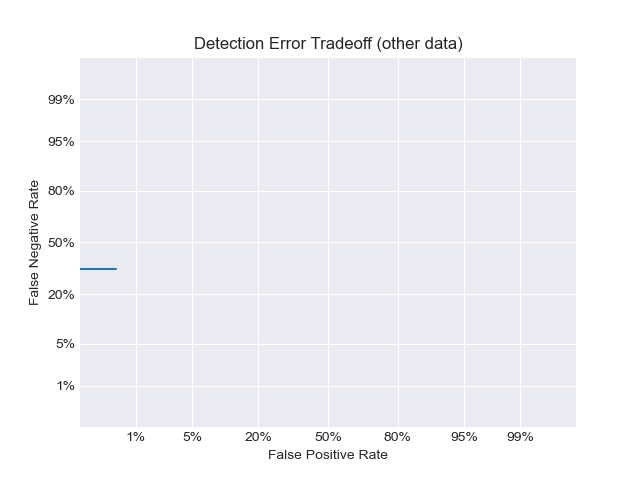 Detection Error Tradeoff (other data)
99%
95%
80%
50%
20%
5%
1%
False Negative Rate
1% 5% 20% 50% 80% 95% 99%
False Positive Rate